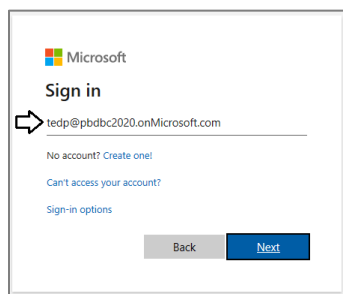 Microsoft
Sign in
tedp@pbdbc2020.onMicrosoft.com
No account? Create one!
Can't access your account?
Sign-in options
Back Next